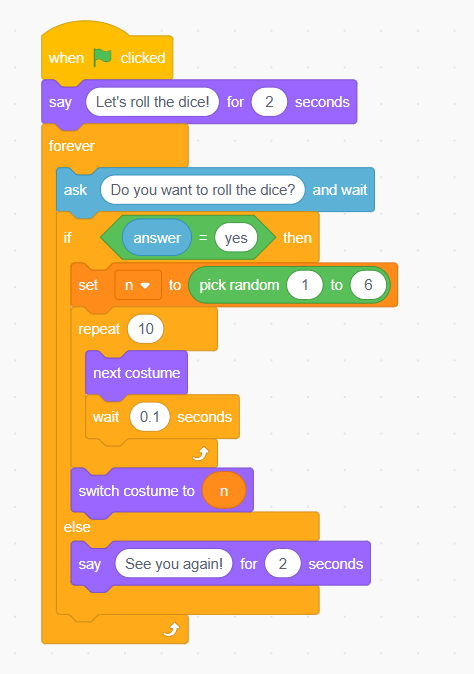 when clicked
say Let's roll the dice! for 2 seconds
forever
ask Do you want to roll the dice? and wait
if answer = yes then
set n to pick random 1 to 6
repeat 10
next costume
wait 0.1 seconds
switch costume to n
else
say See you again! for 2 seconds